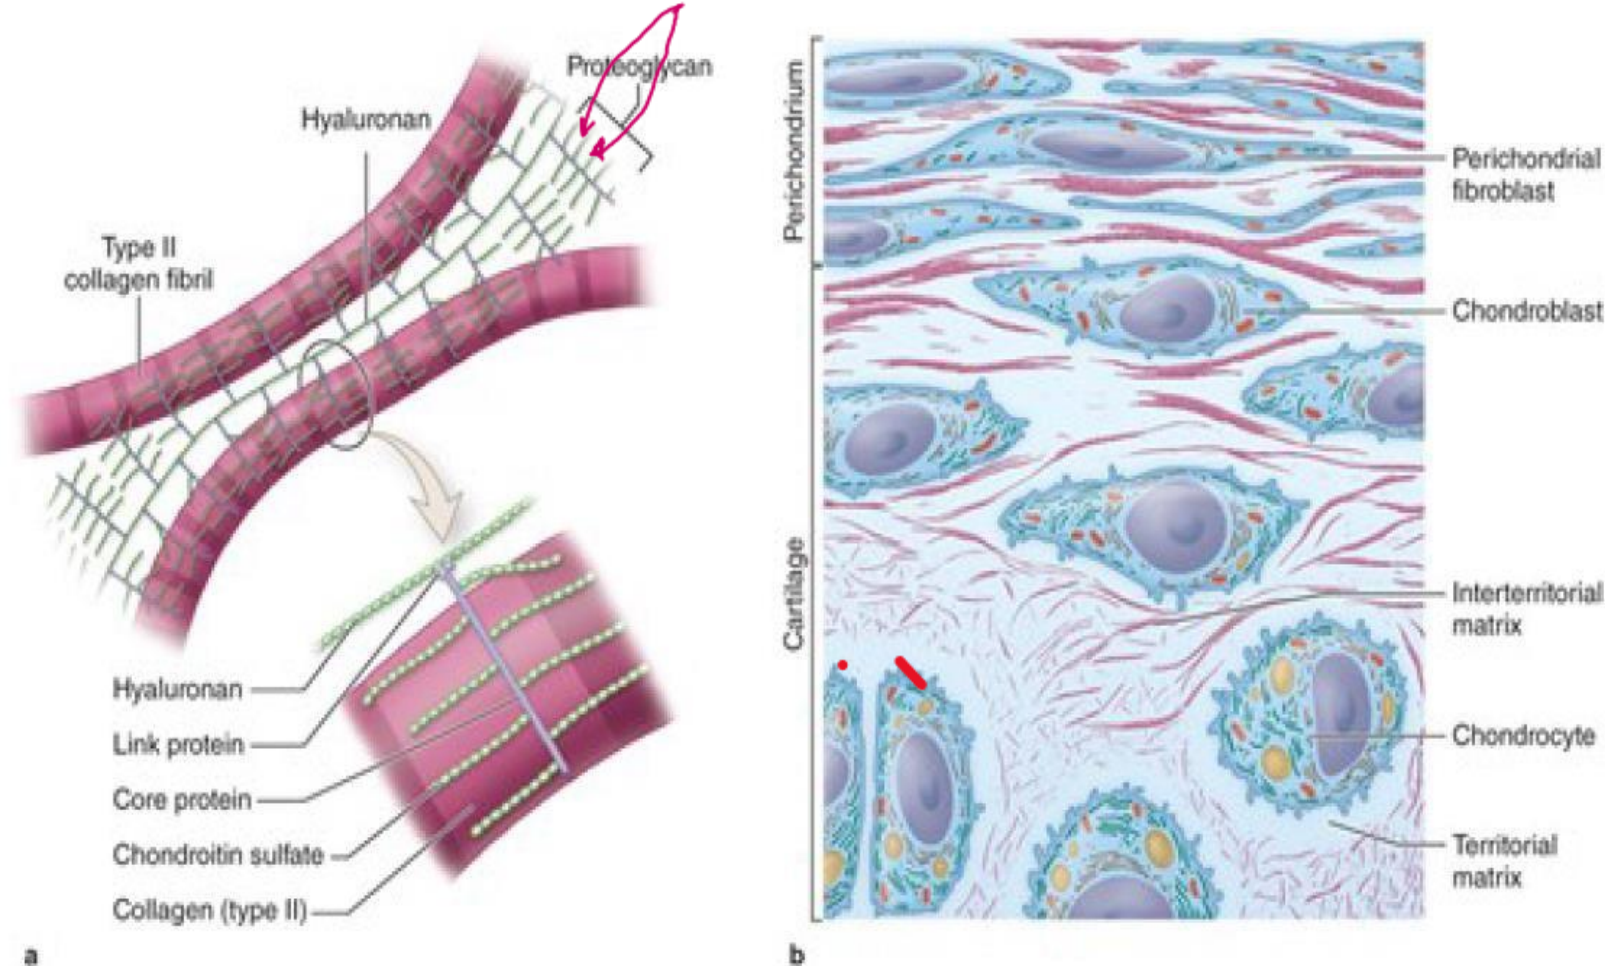 Proteoglycan
Hyaluronan
Type II
collagen fibril
Hyaluronan
Link protein
Core protein
Chondroitin sulfate
Collagen (type II)
a
Perichondrium
Cartilage
Perichondrial
fibroblast
Chondroblast
Interterritorial
matrix
Chondrocyte
Territorial
matrix
b